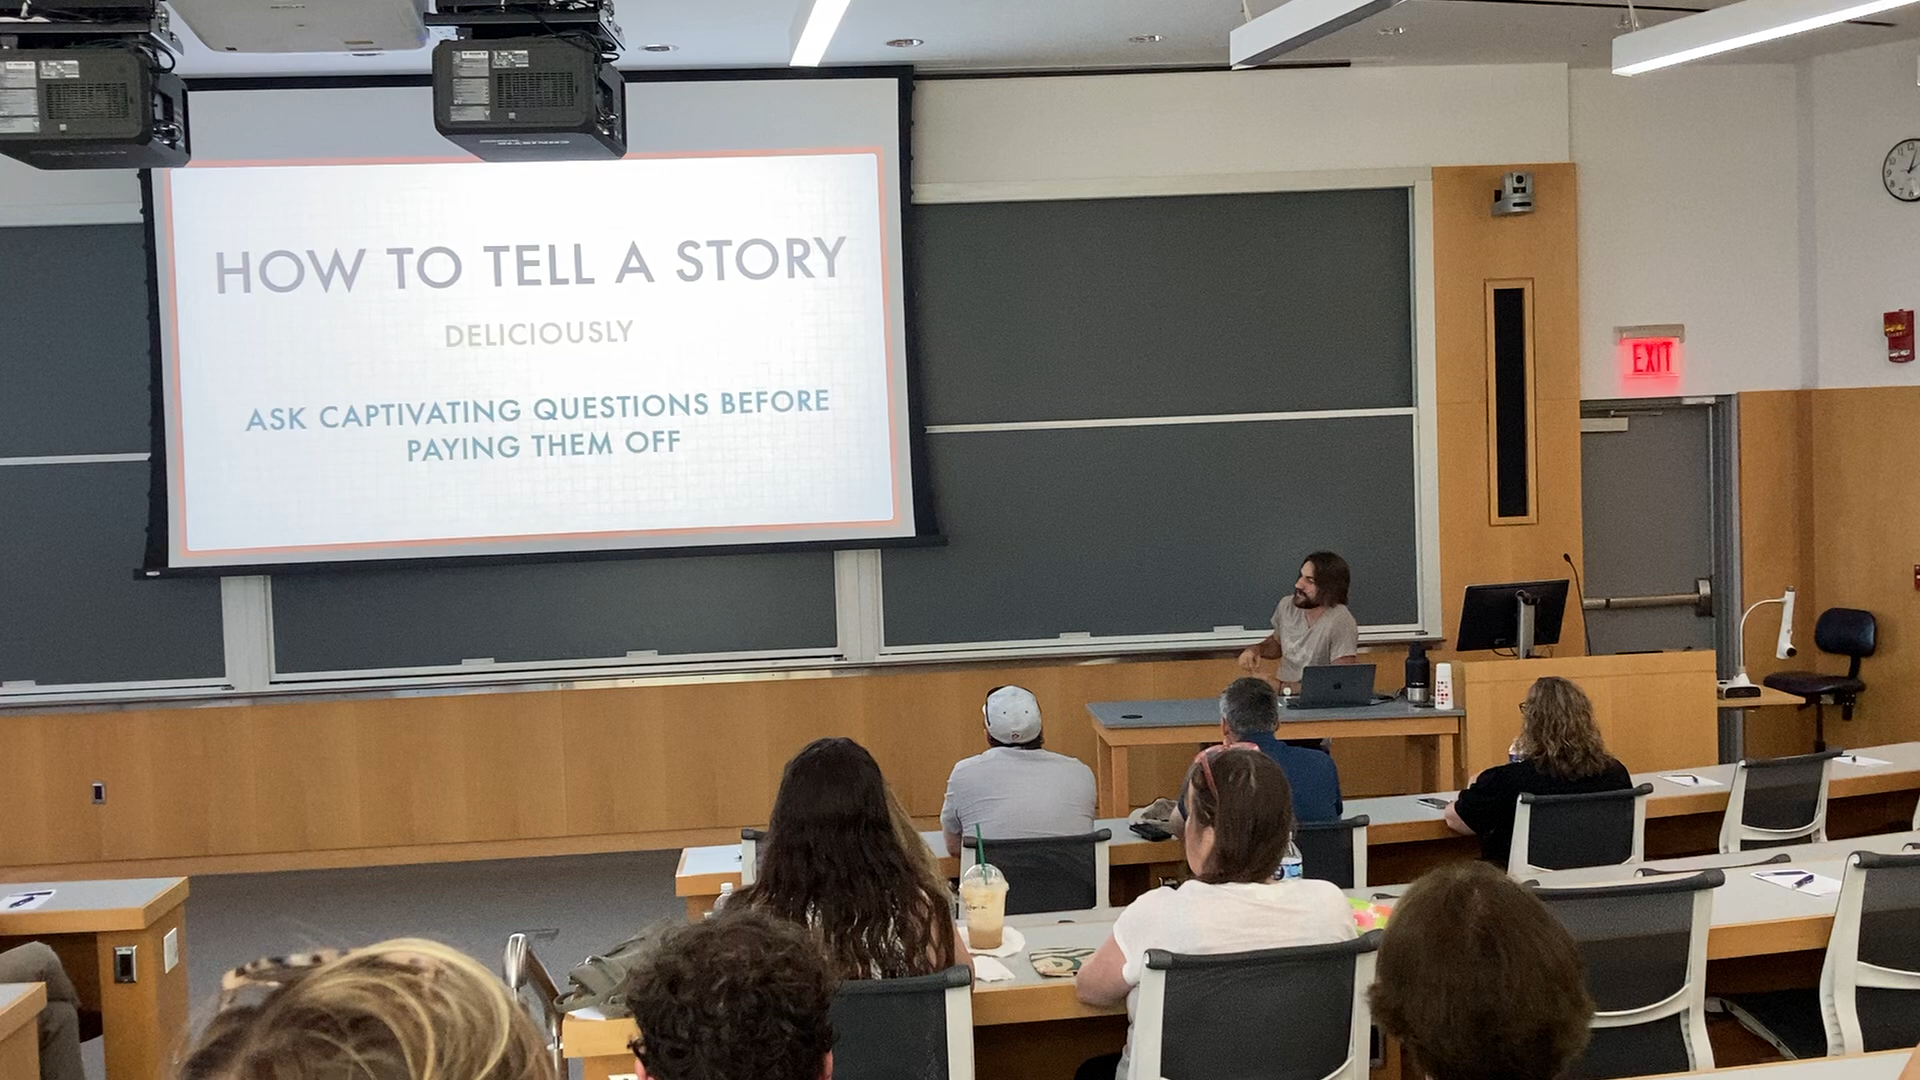 HOW TO TELL A STORY
DELICIOUSLY
ASK CAPTIVATING QUESTIONS BEFORE
PAYING THEM OFF
EXIT